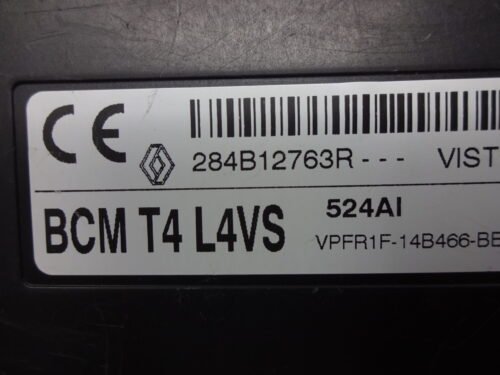 CE
284B12763R--- VIST
BCM T4 L4VS 524AI
VPFR1F-14B466-BE